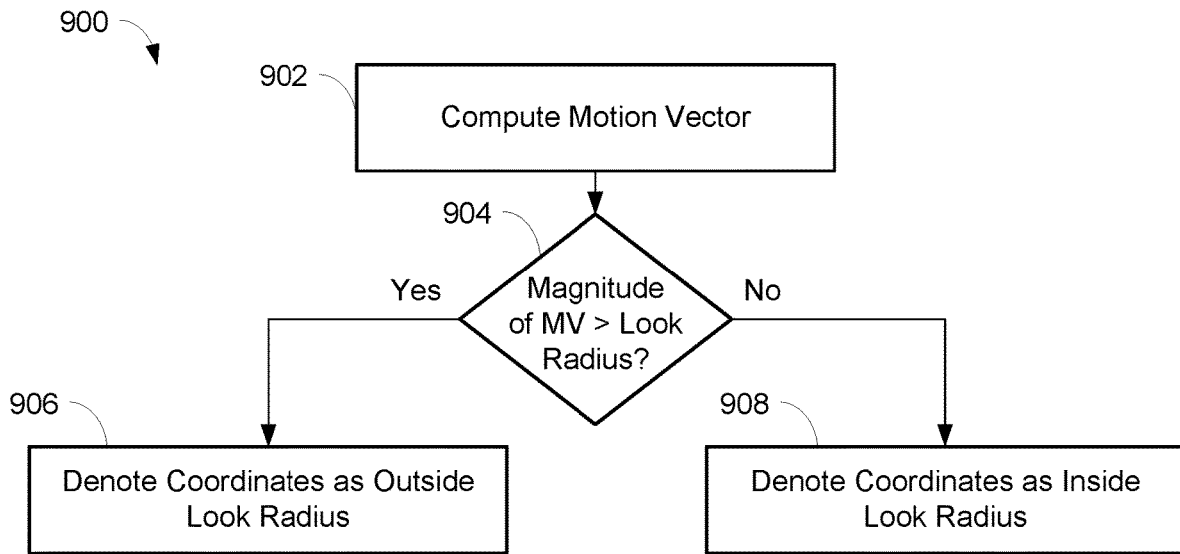 900
902
Compute Motion Vector
904
Magnitude
of MV > Look
Radius?
Yes
No
906
Denote Coordinates as Outside
Look Radius
908
Denote Coordinates as Inside
Look Radius